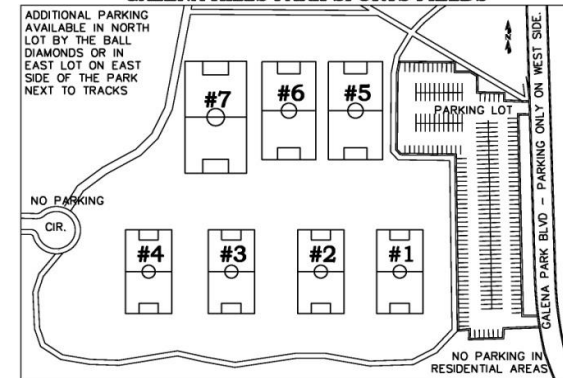 ADDITIONAL PARKING
AVAILABLE IN NORTH
LOT BY THE BALL
DIAMONDS OR IN
EAST LOT ON EAST
SIDE OF THE PARK
NEXT TO TRACKS
#7
#6
#5
PARKING LOT
GALENA PARK BLVD - PARKING ONLY ON WEST SIDE.
NO PARKING
CIR.
#4
#3
#2
#1
NO PARKING IN
RESIDENTIAL AREAS